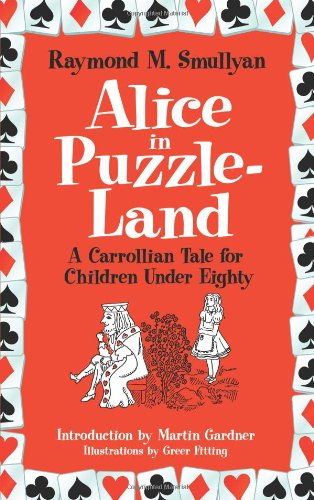 Raymond M. Smullyan
Alice
in
Puzzle-
Land
A Carrollian Tale for
Children Under Eighty
Introduction by Martin Gardner
Illustrations by Greer Fitting